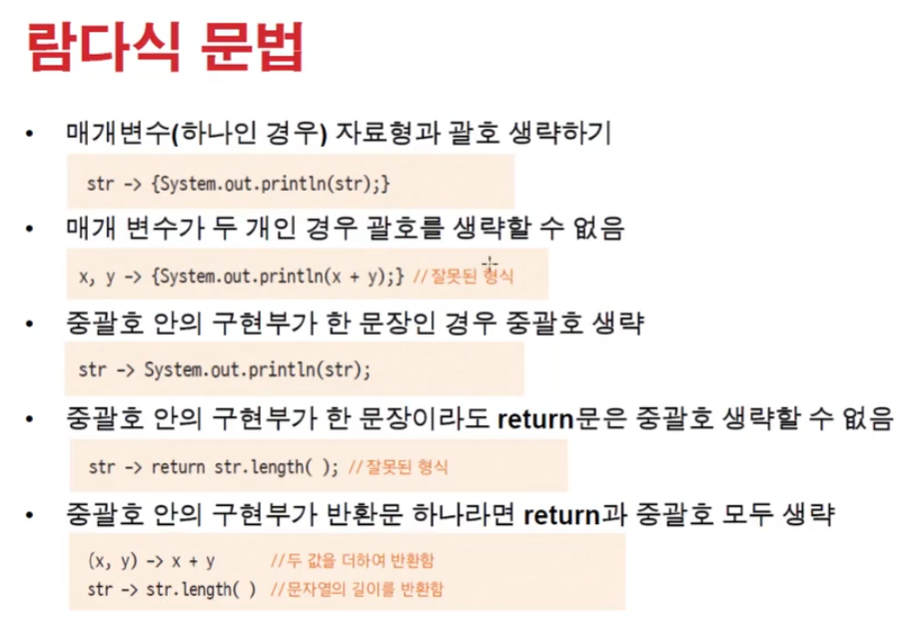 람다식 문법
• 매개변수(하나인 경우) 자료형과 괄호 생략하기
str -> {System.out.println(str);}
• 매개 변수가 두 개인 경우 괄호를 생략할 수 없음
x, y -> {System.out.println(x + y);} //잘못된 형식
• 중괄호 안의 구현부가 한 문장인 경우 중괄호 생략
str -> System.out.println(str);
• 중괄호 안의 구현부가 한 문장이라도 return문은 중괄호 생략할 수 없음
str -> return str.length( ); //잘못된 형식
• 중괄호 안의 구현부가 반환문 하나라면 return과 중괄호 모두 생략
(x, y) -> x + y //두 값을 더하여 반환함
str -> str.length( ) //문자열의 길이를 반환함